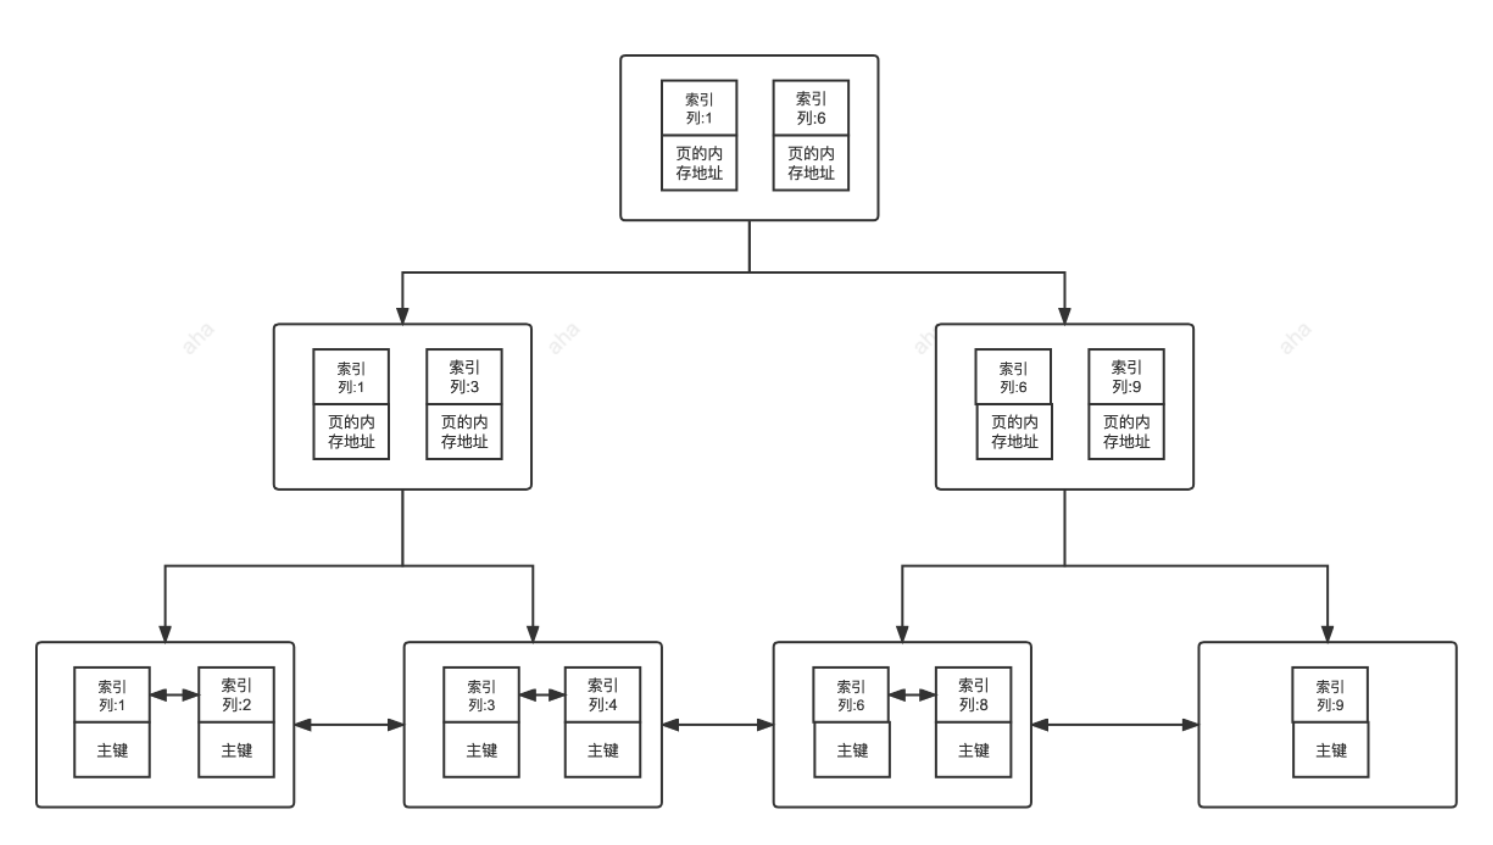 索引
列:1
索引
列:6
页的内
存地址
页的内
存地址
aha
aha
aha
aha
索引
列:1
索引
列:3
页的内
存地址
页的内
存地址
索引
列:6
索引
列:9
页的内
存地址
页的内
存地址
索引
列:1
索引
列:2
主键
主键
索引
列:3
索引
列:4
主键
主键
索引
列:6
索引
列:8
主键
主键
索引
列:9
主键